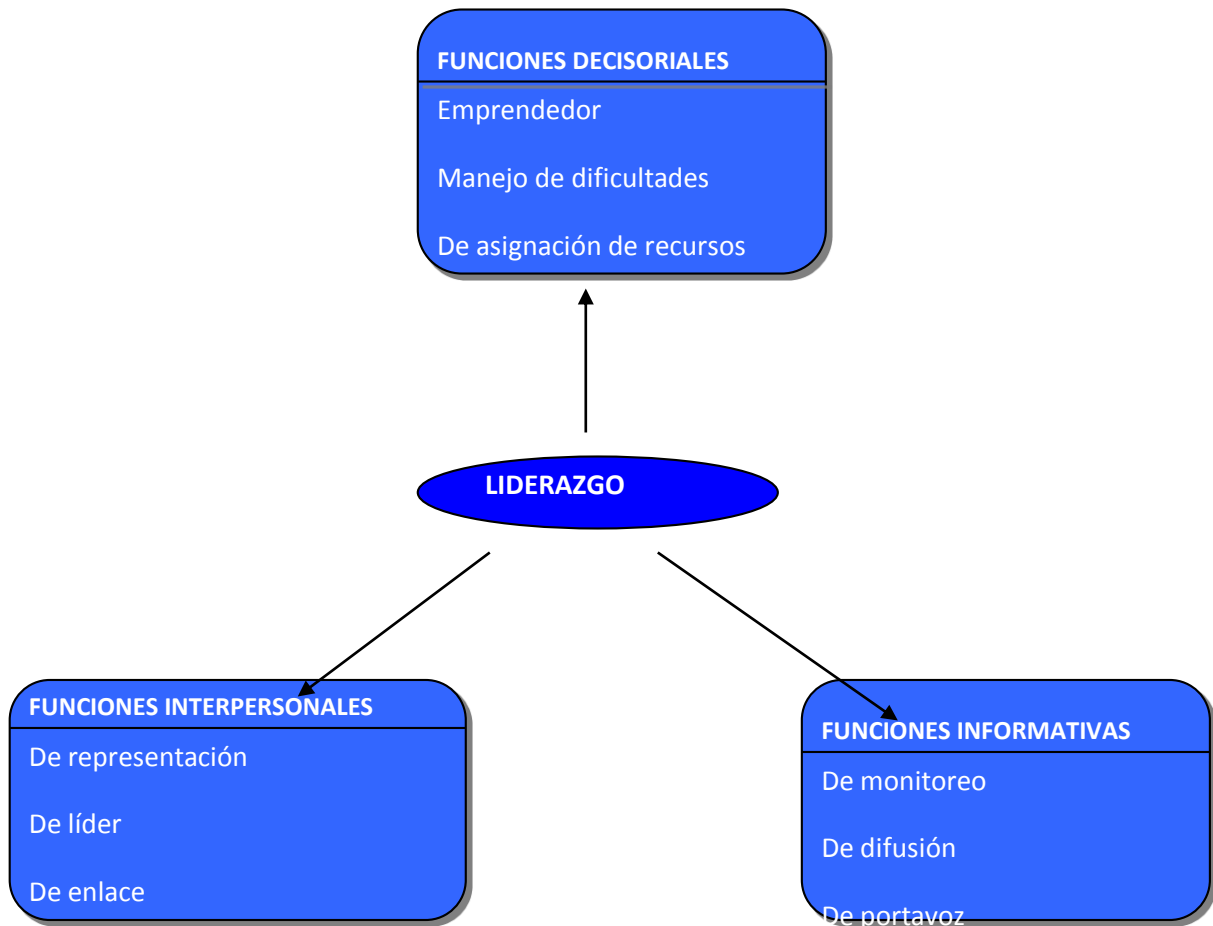 FUNCIONES DECISORIALES
Emprendedor
Manejo de dificultades
De asignación de recursos
LIDERAZGO
FUNCIONES INTERPERSONALES
De representación
De líder
De enlace
FUNCIONES INFORMATIVAS
De monitoreo
De difusión
De portavoz